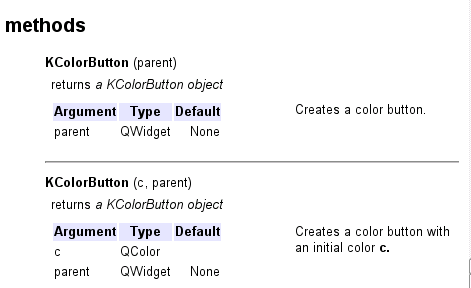 methods
KColorButton (parent)
returns a KColorButton object
Argument Type Default
parent QWidget None
Creates a color button.
KColorButton (c, parent)
returns a KColorButton object
Argument Type Default
c QColor
parent QWidget None
Creates a color button with
an initial color c.